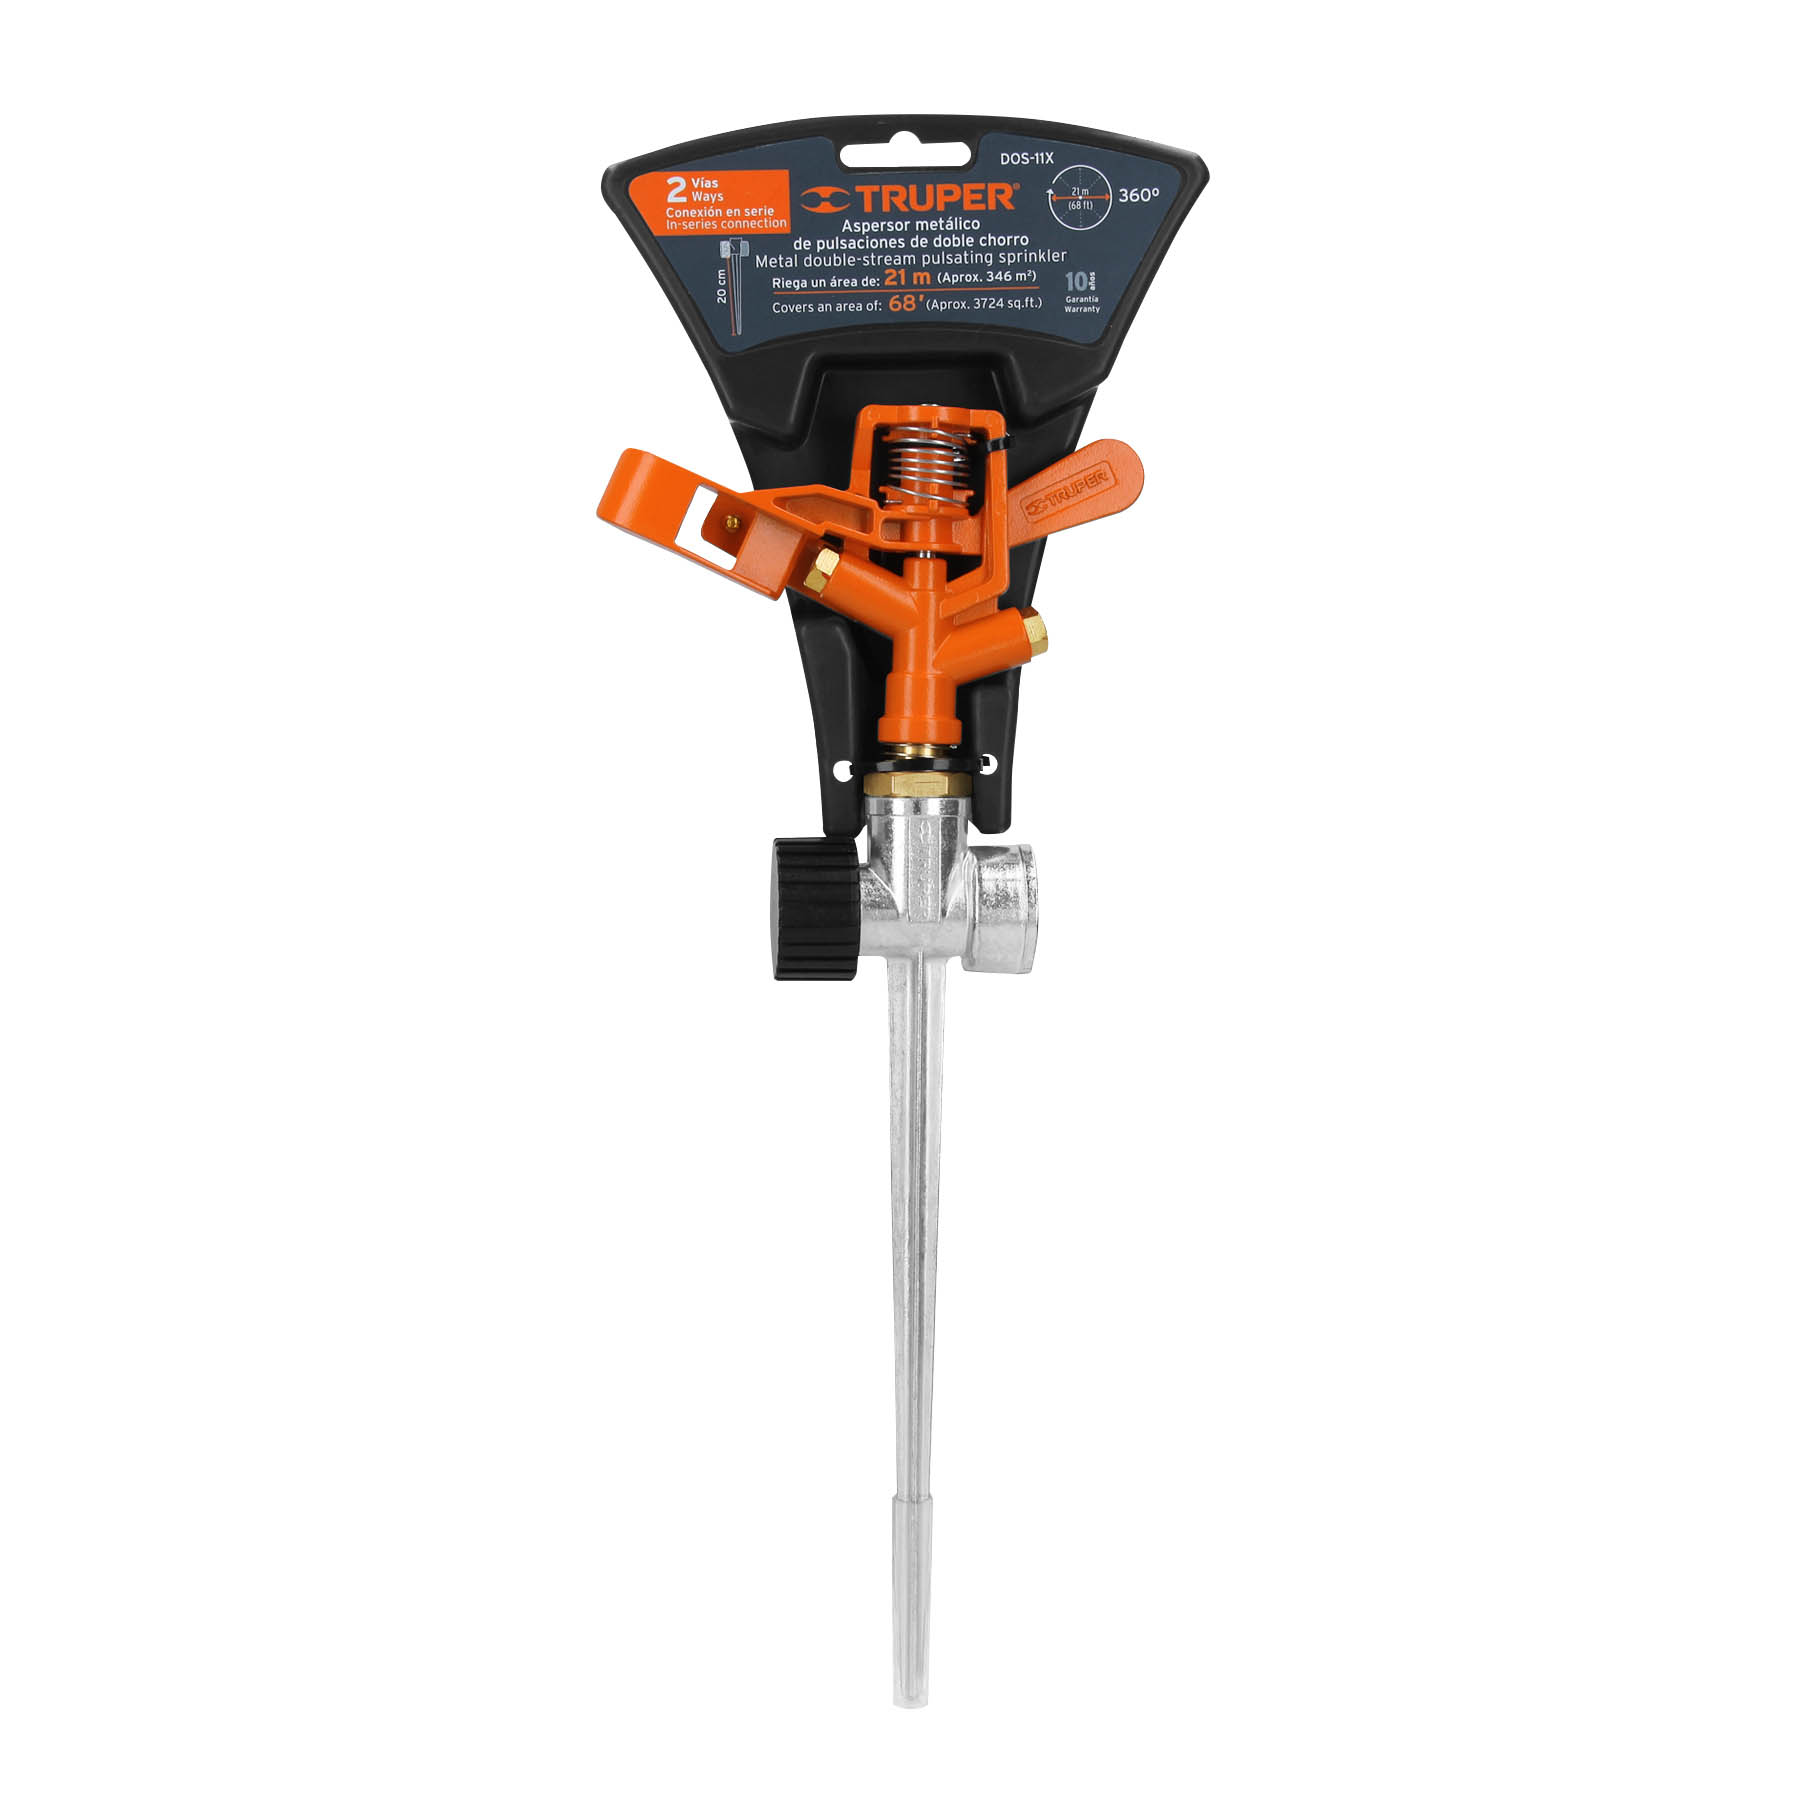 DOS-11X
2 Vías
Ways
Conexión en serie
In-series connection
TRUPER®
21 m
(68 ft)
360°
Aspersor metálico
de pulsaciones de doble chorro
Metal double-stream pulsating sprinkler
Riega un área de: 21 m (Aprox. 346 m²)
Covers an area of: 68' (Aprox. 3724 sq.ft.)
20 cm
10 años
Garantía
Warranty
TRUPER